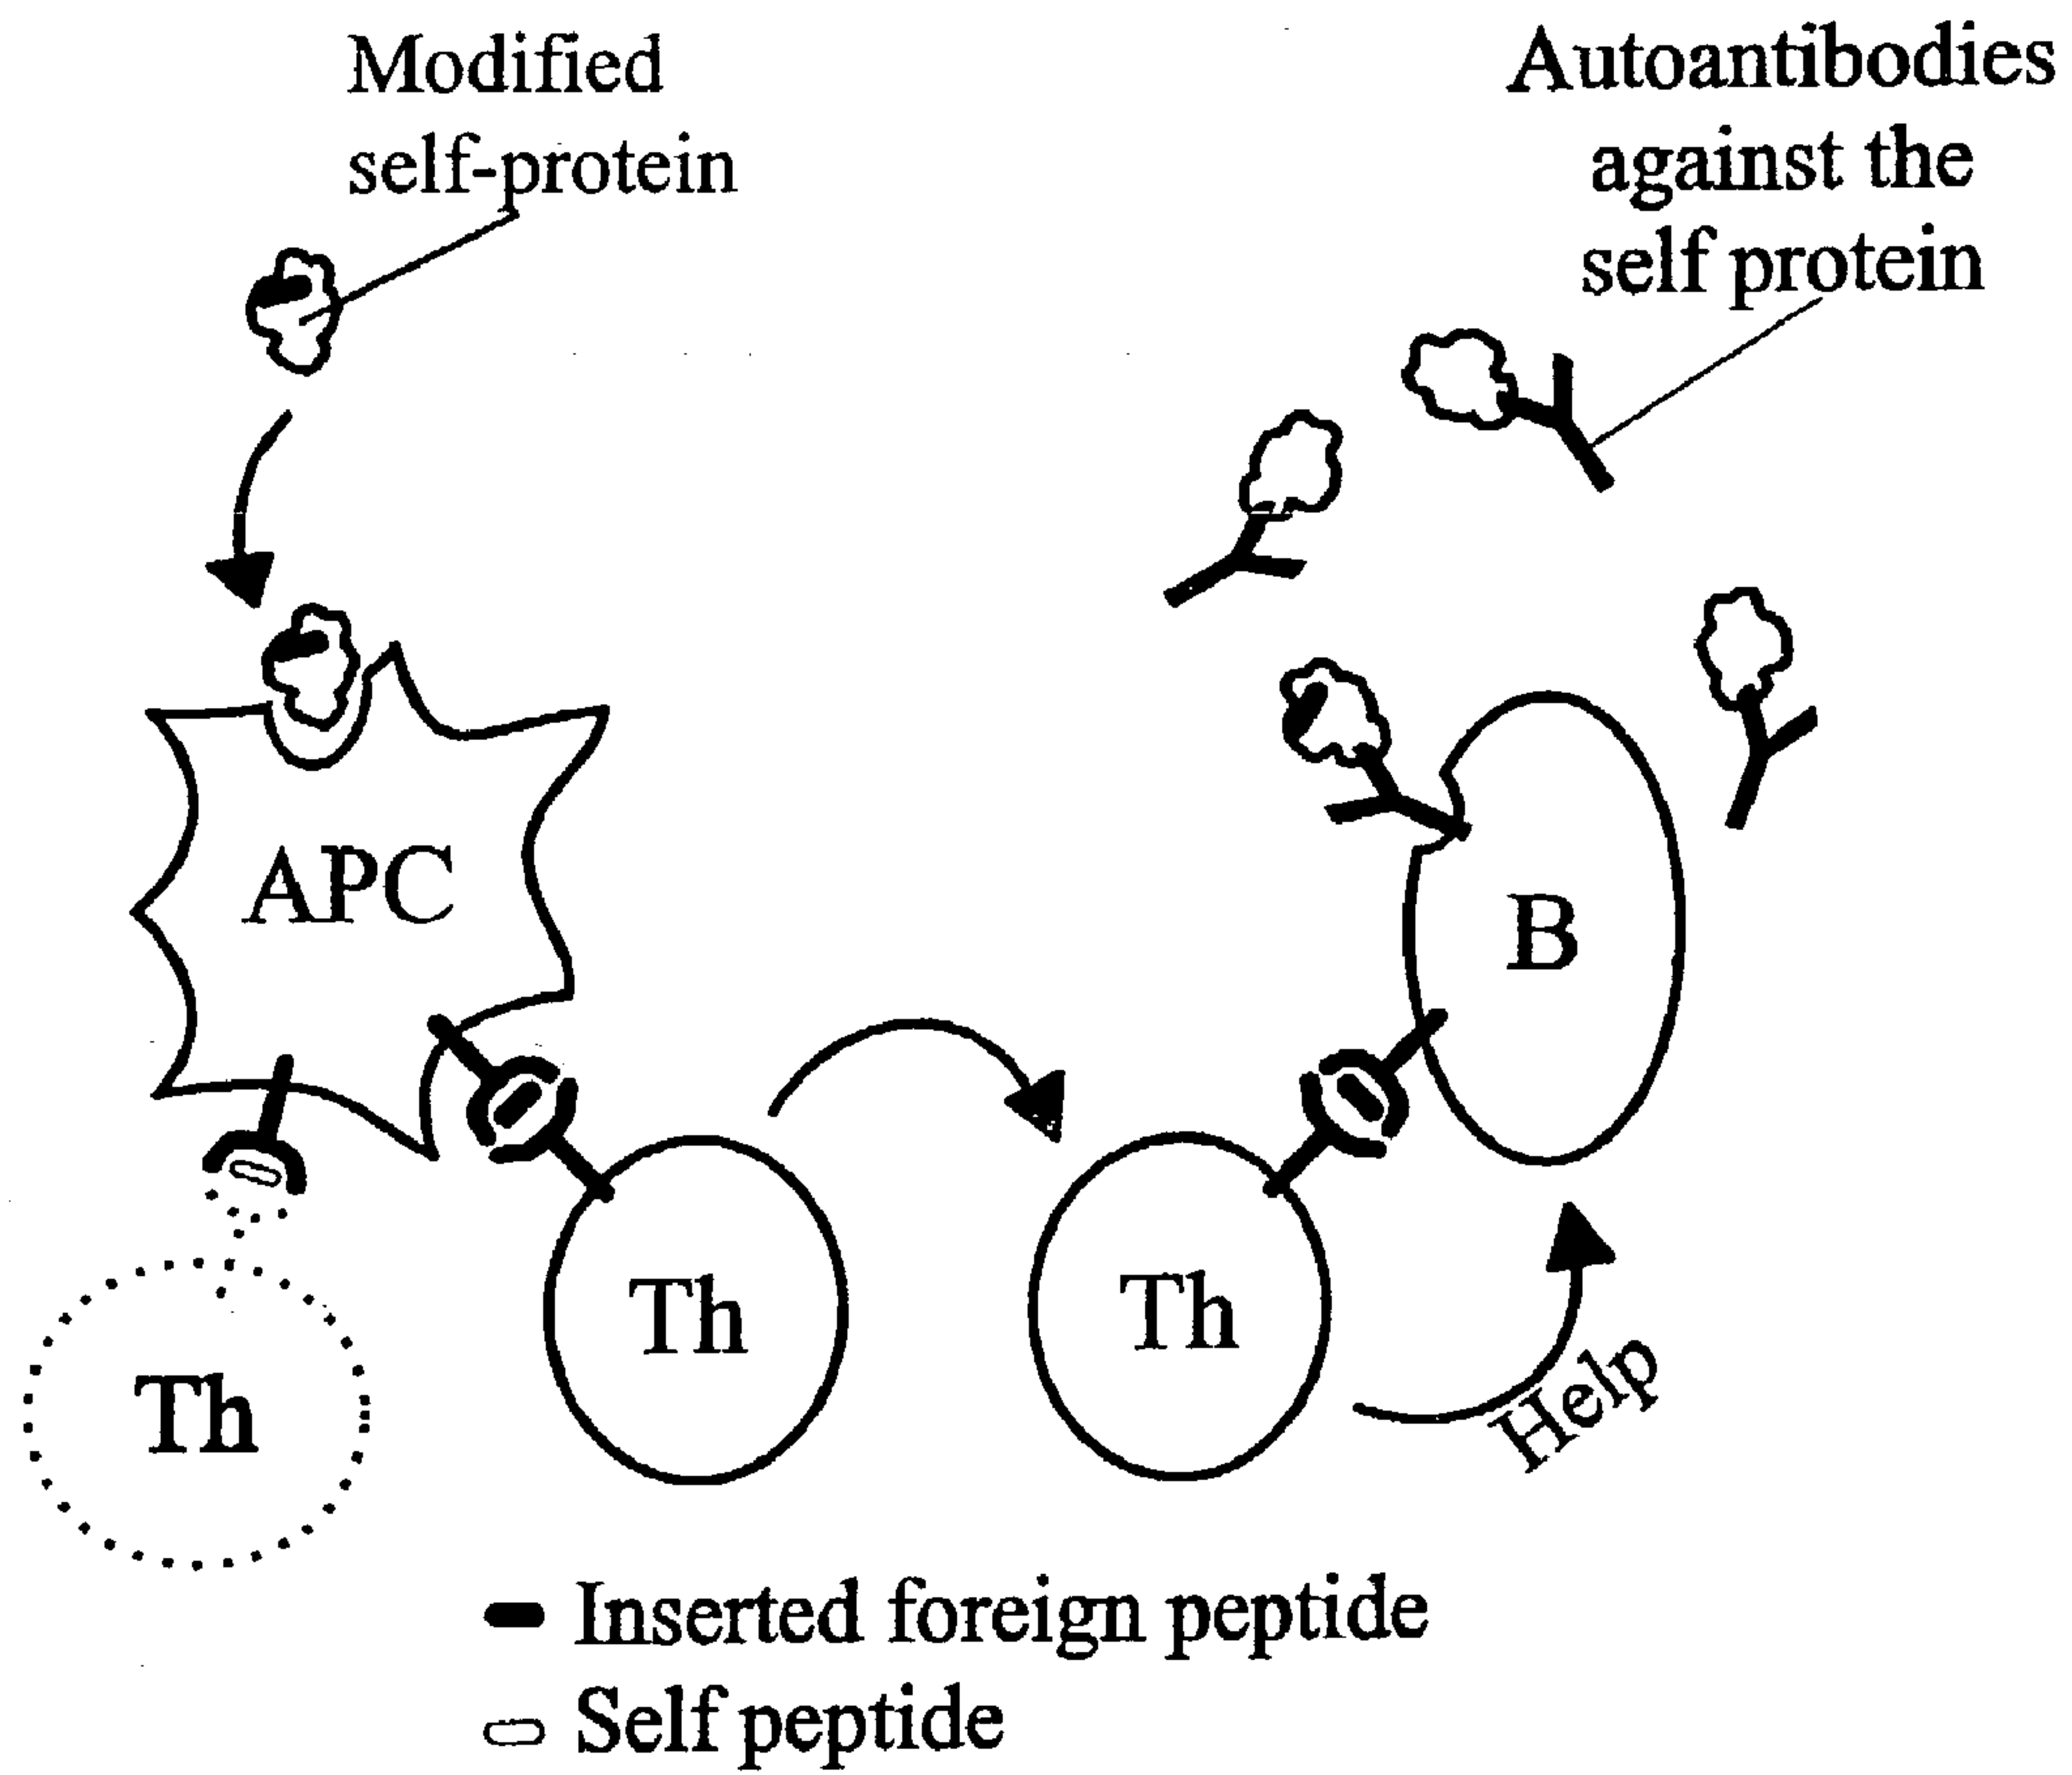 Modified
self-protein
Autoantibodies
against the
self protein
APC
B
Th
Th
Th
Help
Inserted foreign peptide
Self peptide